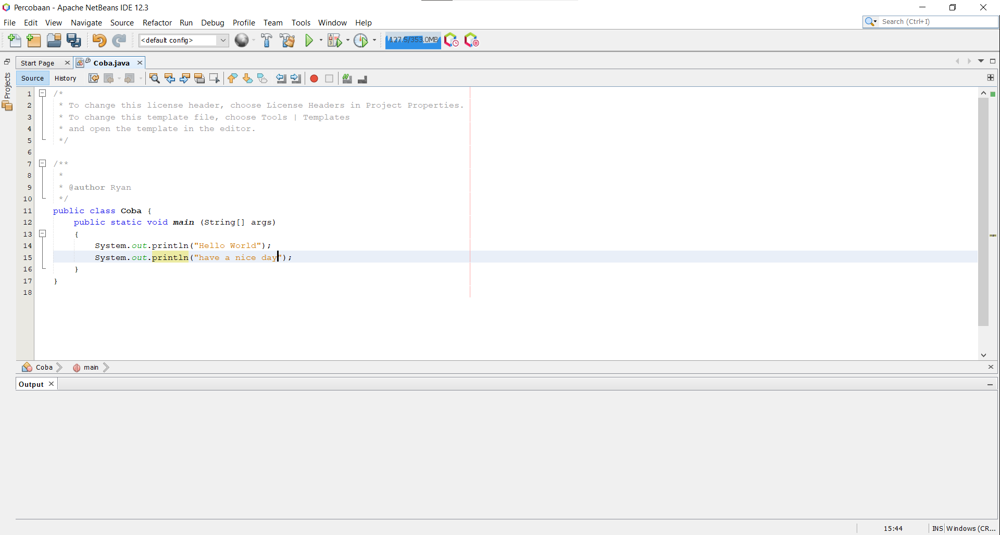 Percobaan - Apache NetBeans IDE 12.3
File Edit View Navigate Source Refactor Run Debug Profile Team Tools Window Help
Search (Ctrl+I)
<default config>
127,5/353,0MB
Start Page
Coba.java
Projects
Source History
1 /*
2 * To change this license header, choose License Headers in Project Properties.
3 * To change this template file, choose Tools | Templates
4 * and open the template in the editor.
5 */
6
7 /**
8 *
9 * @author Ryan
10 */
11 public class Coba {
12 public static void main (String[] args)
13 {
14 System.out.println("Hello World");
15 System.out.println("have a nice day");
16 }
17 }
18
Coba main
Output
15:44 INS Windows (CR...